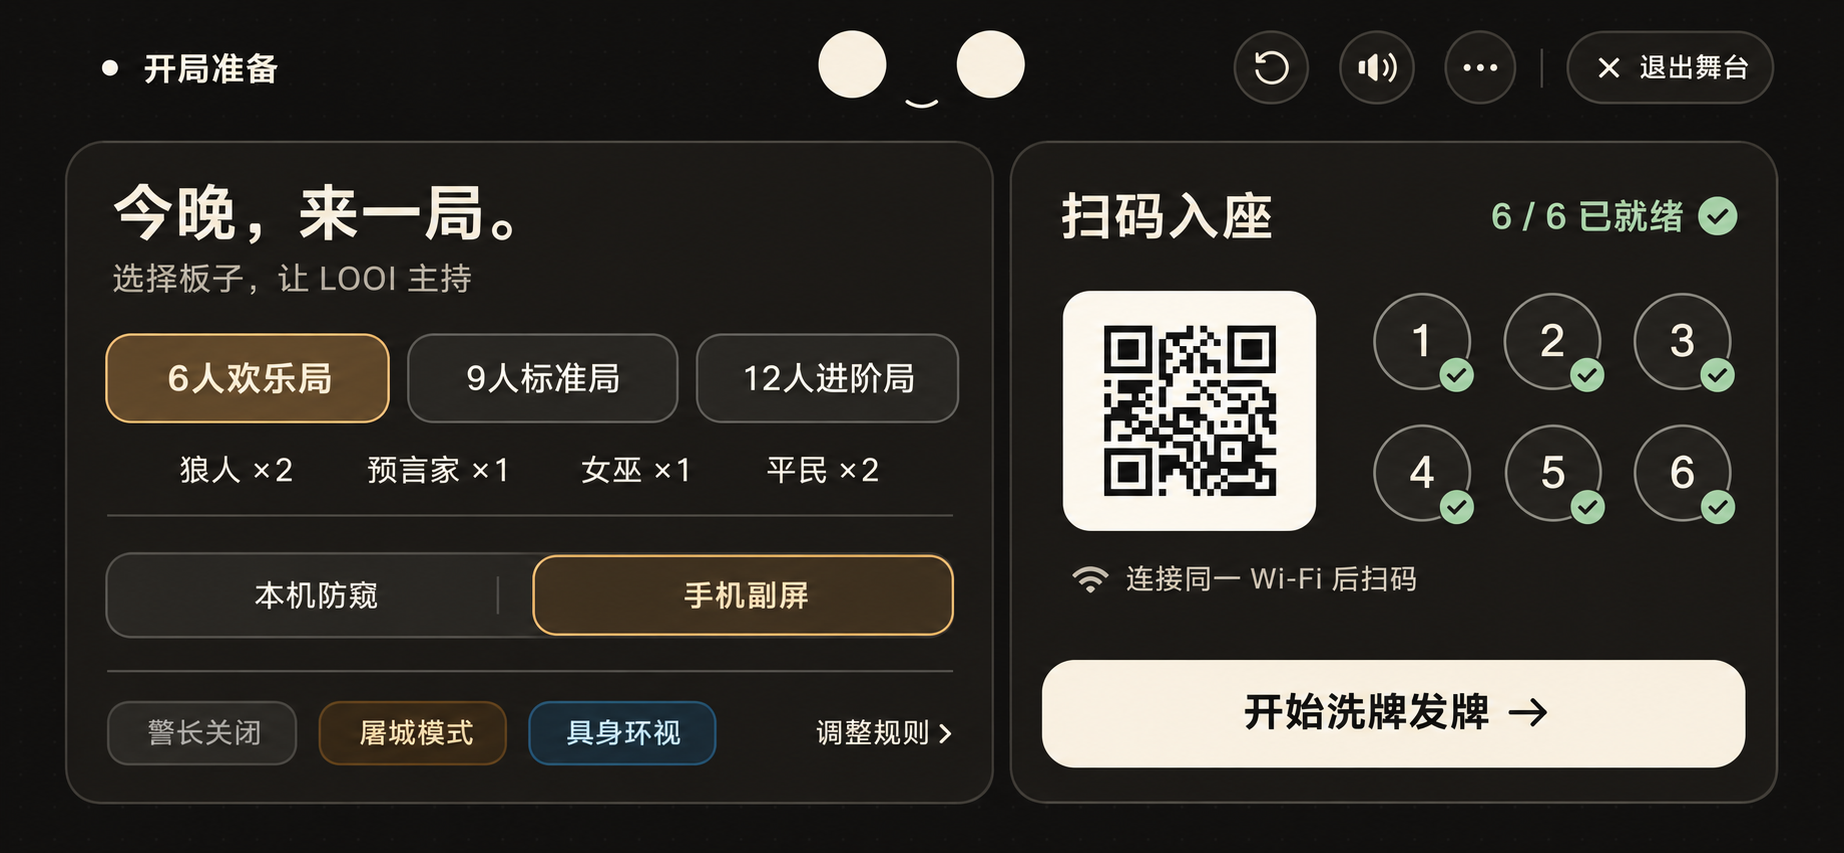 开局准备
退出舞台
今晚，来一局。
选择板子，让 LOOI 主持
6人欢乐局
9人标准局
12人进阶局
狼人 ×2
预言家 ×1
女巫 ×1
平民 ×2
本机防窥
手机副屏
警长关闭
屠城模式
具身环视
调整规则
扫码入座
6 / 6 已就绪
1
2
3
4
5
6
连接同一 Wi-Fi 后扫码
开始洗牌发牌 →